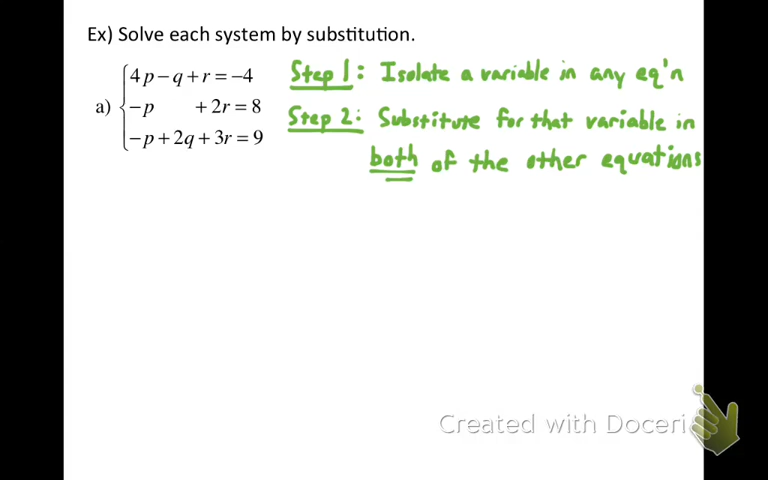 Ex) Solve each system by substitution.
a) { 4p − q + r = −4
−p + 2r = 8
−p + 2q + 3r = 9
Step 1: Isolate a variable in any eq'n
Step 2: Substitute for that variable in
both of the other equations
Created with Doceri